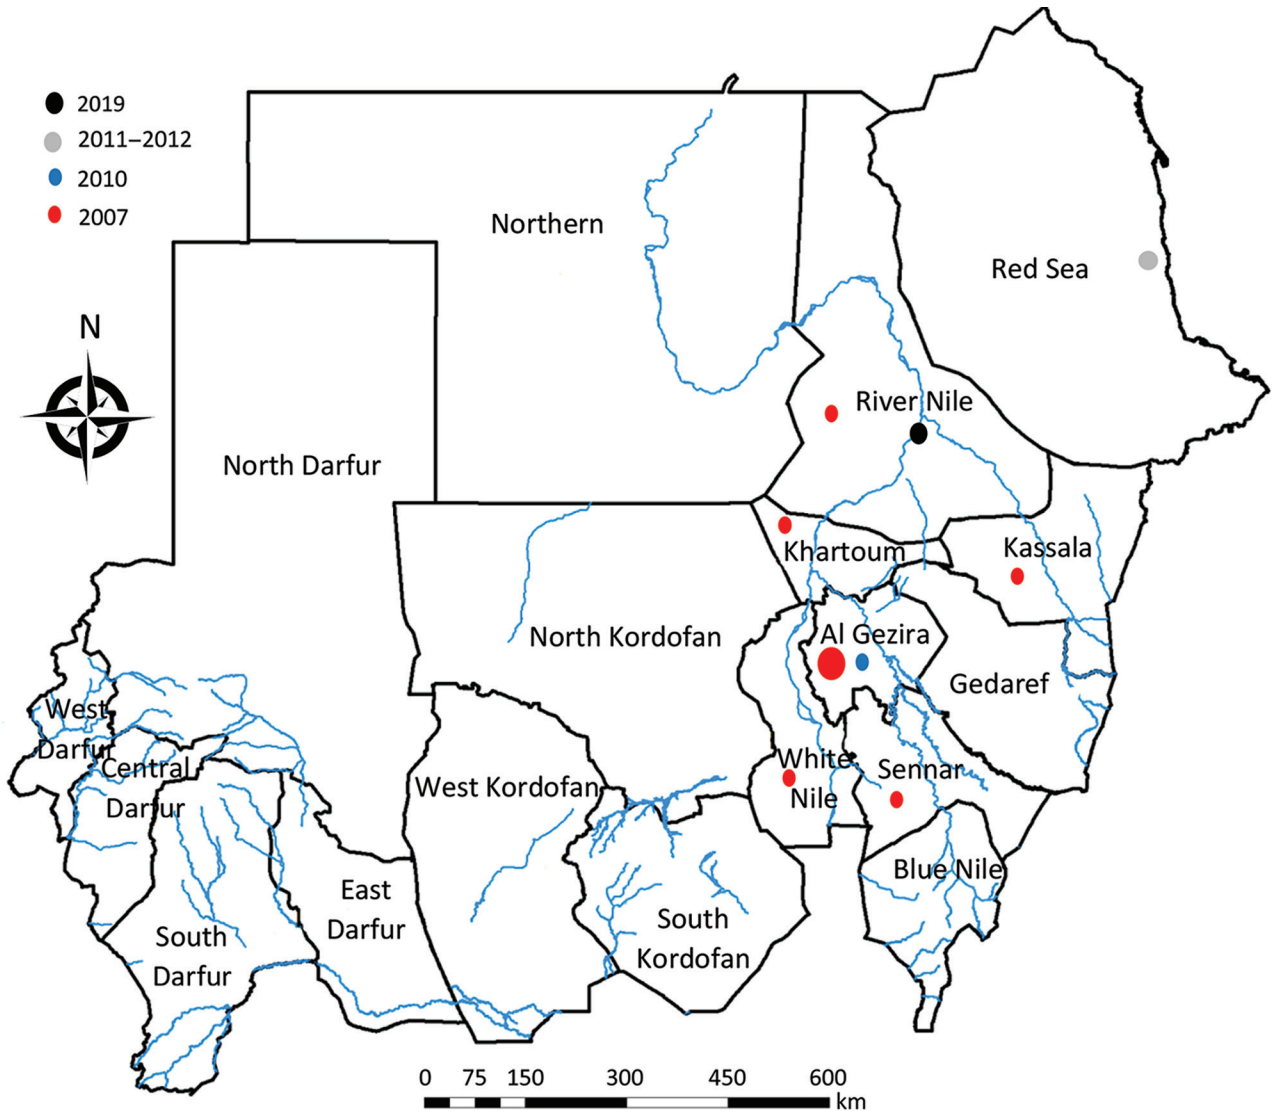 2019
2011–2012
2010
2007
N
Northern
Red Sea
River Nile
North Darfur
Khartoum
Kassala
North Kordofan
Al Gezira
Gedaref
West
Darfur
Central
Darfur
West Kordofan
White
Nile
Sennar
Blue Nile
East
Darfur
South
Kordofan
South
Darfur
0 75 150 300 450 600
km